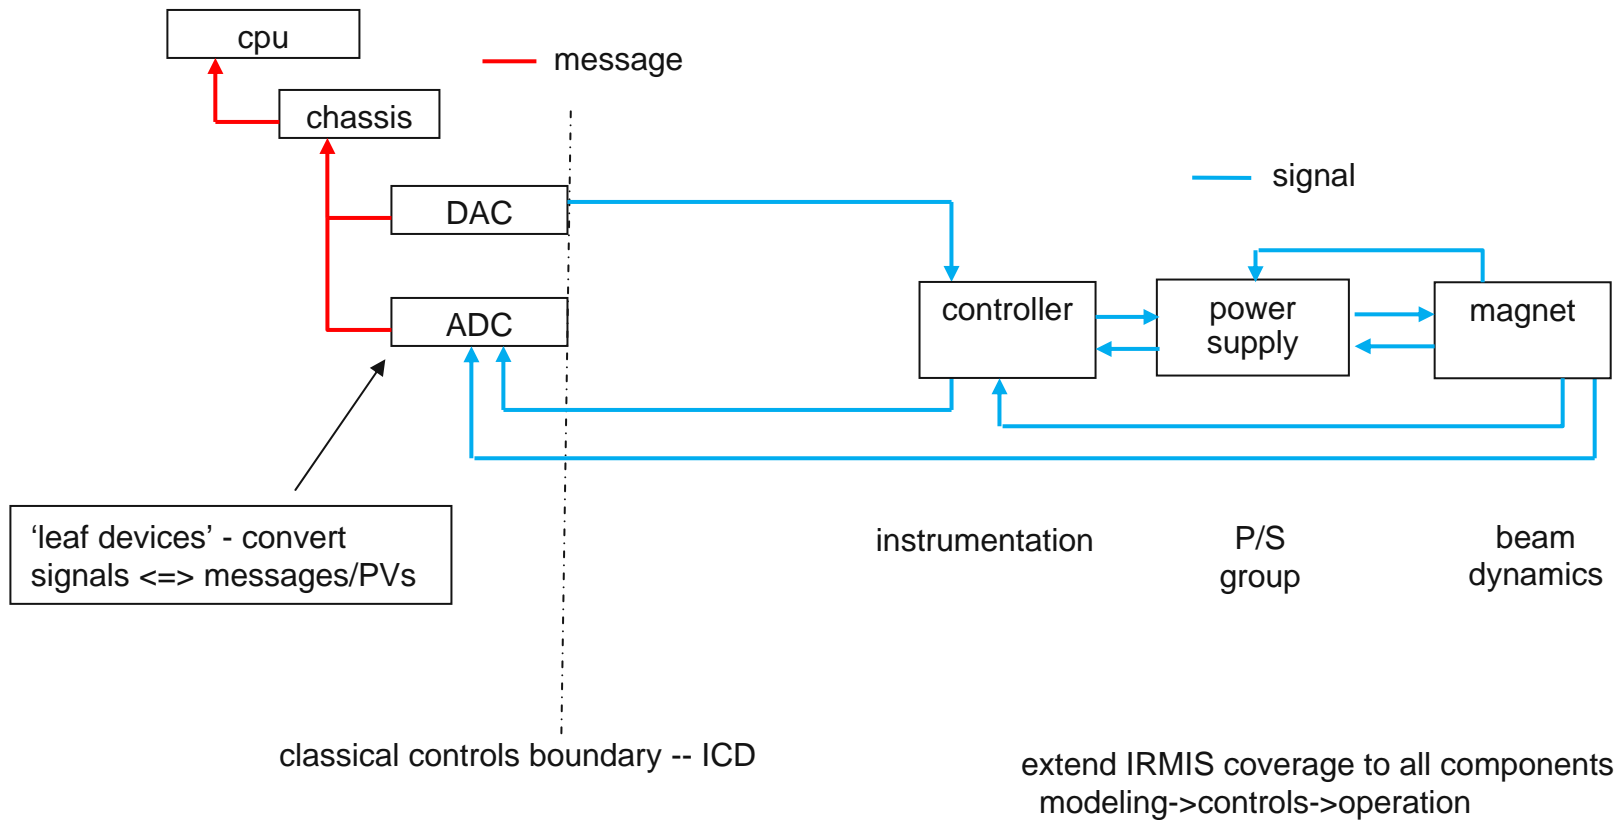 cpu
message
chassis
signal
DAC
controller
power
supply
magnet
ADC
‘leaf devices’ - convert
signals <=> messages/PVs
instrumentation
P/S
group
beam
dynamics
classical controls boundary -- ICD
extend IRMIS coverage to all components
modeling->controls->operation